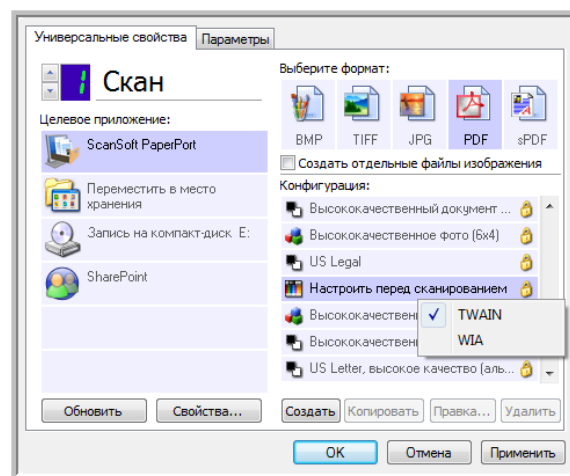 Универсальные свойства
Параметры
1 Скан
Целевое приложение:
ScanSoft PaperPort
Переместить в место
хранения
Запись на компакт-диск E:
SharePoint
Обновить
Свойства...
Выберите формат:
BMP
TIFF
JPG
PDF
sPDF
Создать отдельные файлы изображения
Конфигурация:
Высококачественный документ ...
Высококачественное фото (6x4)
US Legal
Настроить перед сканированием
Высококачествен
Высококачествен
US Letter, высокое качество (аль...
TWAIN
WIA
Создать
Копировать
Правка...
Удалить
OK
Отмена
Применить